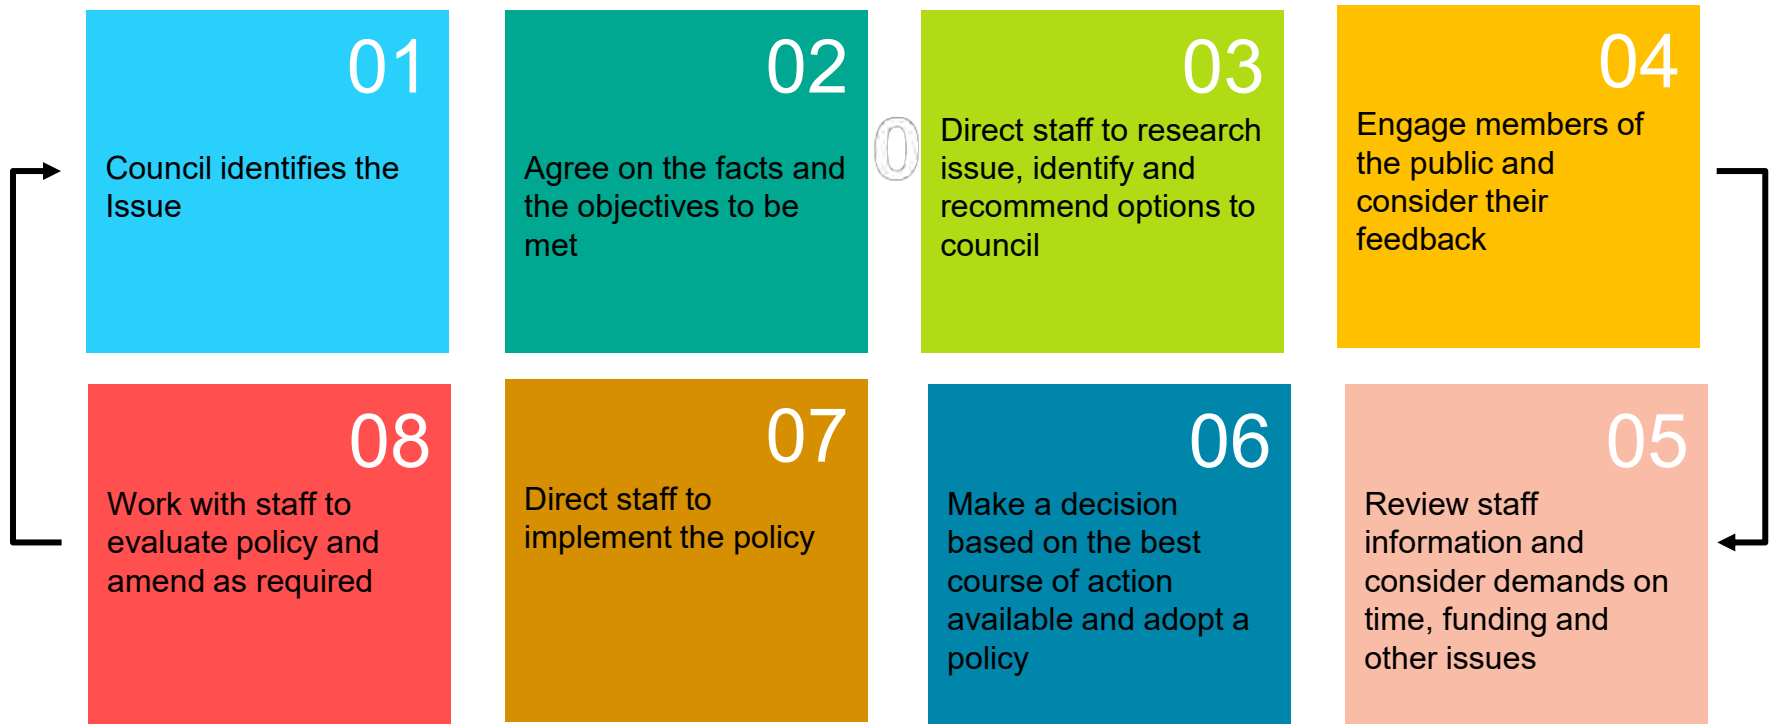 01
Council identifies the
Issue
02
Agree on the facts and
the objectives to be
met
0
03
Direct staff to research
issue, identify and
recommend options to
council
04
Engage members of
the public and
consider their
feedback
05
Review staff
information and
consider demands on
time, funding and
other issues
06
Make a decision
based on the best
course of action
available and adopt a
policy
07
Direct staff to
implement the policy
08
Work with staff to
evaluate policy and
amend as required